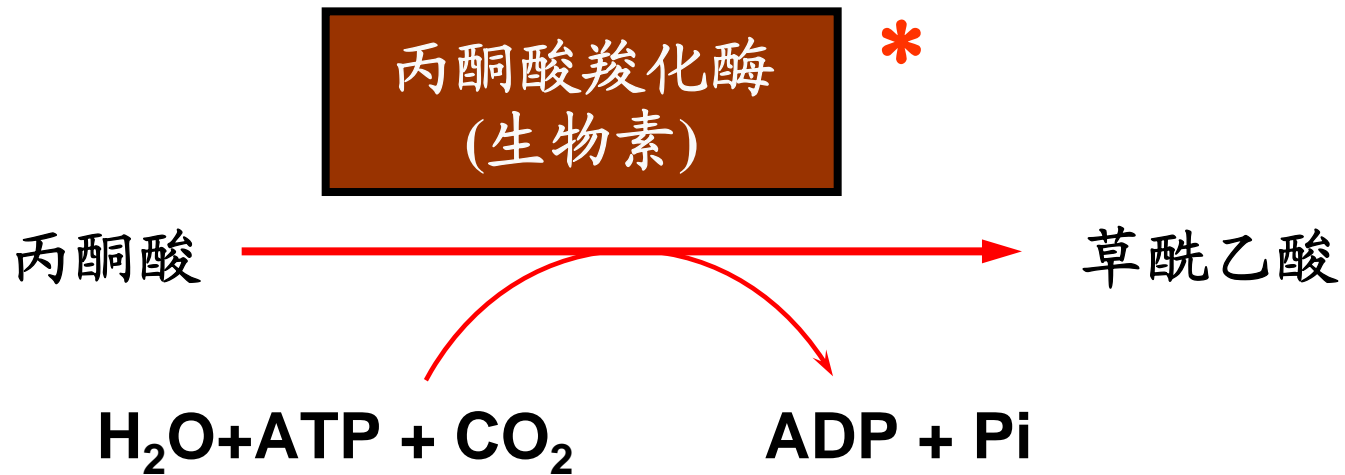 丙酮酸羧化酶
(生物素)
*
丙酮酸
草酰乙酸
H₂O+ATP + CO₂
ADP + Pi